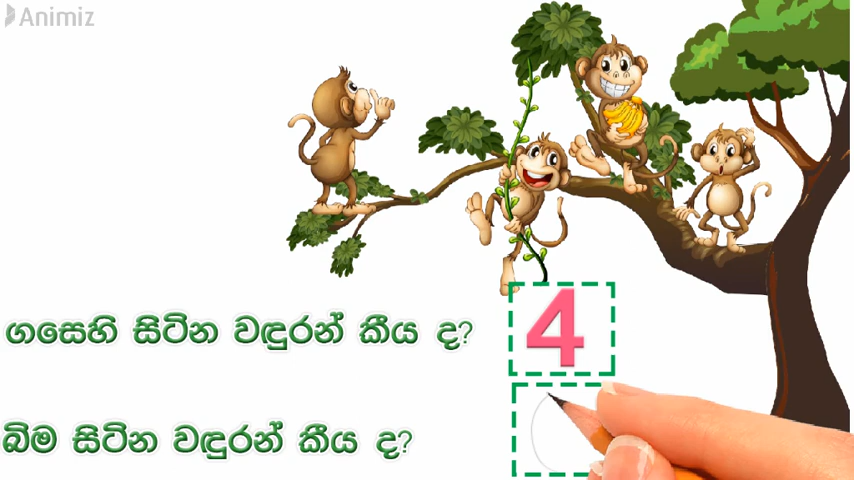 Animiz
ගසෙහි සිටින වඳුරන් කීය ද?
4
බිම සිටින වඳුරන් කීය ද?